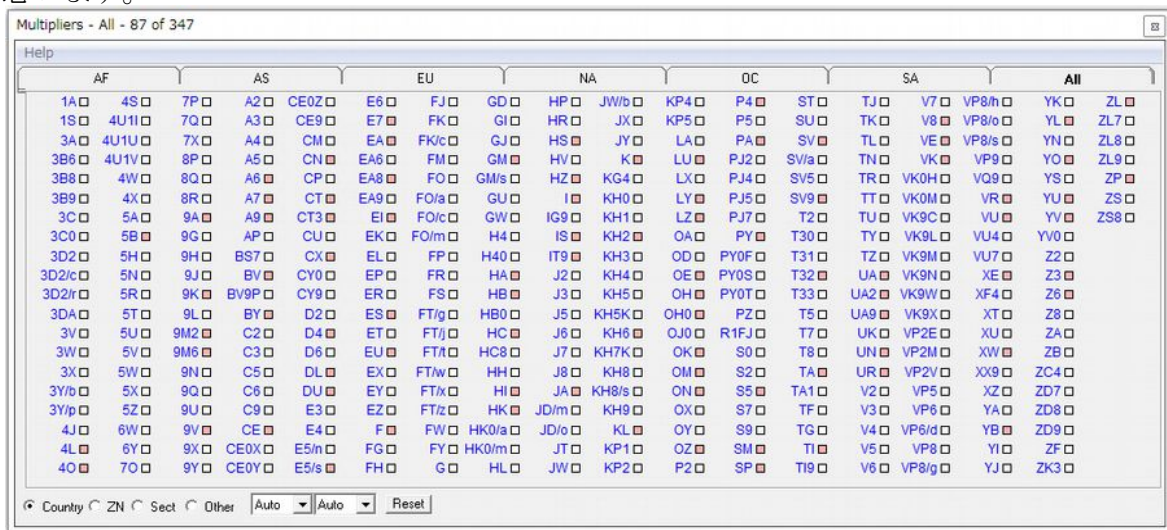 Multipliers - All - 87 of 347
Help
AF AS EU NA OC SA All
1A 4S 7P A2 CE0Z E6 FJ GD HP JW/b KP4 P4 ST TJ V7 VP8/h YK ZL
1S 4U1I 7Q A3 CE9 E7 FK GI HR JX KP5 P5 SU TK V8 VP8/o YL ZL7
3A 4U1U 7X A4 CM EA FK/c GJ HS JY LA PA SV TL VE VP8/s YN ZL8
3B6 4U1V 8P A5 CN EA6 FM GM HV K LU PJ2 SV/a TN VK VP9 YO ZL9
3B8 4W 8Q A6 CP EA8 FO GM/s HZ KG4 LX PJ4 SV5 TR VK0H VQ9 YS ZP
3B9 4X 8R A7 CT EA9 FO/a GU I KH0 LY PJ5 SV9 TT VK0M VR YU ZS
3C 5A 9A A9 CT3 EI FO/c GW IG9 KH1 LZ PJ7 T2 TU VK9C VU YV ZS8
3C0 5B 9G AP CU EK FO/m H4 IS KH2 OA PY T30 TY VK9L VU4 YV0
3D2 5H 9H BS7 CX EL FP H40 IT9 KH3 OD PY0F T31 TZ VK9M VU7 Z2
3D2/c 5N 9J BV CY0 EP FR HA J2 KH4 OE PY0S T32 UA VK9N XE Z3
3D2/r 5R 9K BV9P CY9 ER FS HB J3 KH5 OH PY0T T33 UA2 VK9W XF4 Z6
3DA 5T 9L BY D2 ES FT/g HB0 J5 KH5K OH0 PZ T5 UA9 VK9X XT Z8
3V 5U 9M2 C2 D4 ET FT/j HC J6 KH6 OJ0 R1FJ T7 UK VP2E XU ZA
3W 5V 9M6 C3 D6 EU FT/t HC8 J7 KH7K OK S0 T8 UN VP2M XW ZB
3X 5W 9N C5 DL EX FT/w HH J8 KH8 OM S2 TA UR VP2V XX9 ZC4
3Y/b 5X 9Q C6 DU EY FT/x HI JA KH8/s ON S5 TA1 V2 VP5 XZ ZD7
3Y/p 5Z 9U C9 E3 EZ FT/z HK JD/m KH9 OX S7 TF V3 VP6 YA ZD8
4J 6W 9V CE E4 F FW HK0/a JD/o KL OY S9 TG V4 VP6/d YB ZD9
4L 6Y 9X CE0X E5/n FG FY HK0/m JT KP1 OZ SM TI V5 VP8 YI ZF
4O 7O 9Y CE0Y E5/s FH G HL JW KP2 P2 SP TI9 V6 VP8/g YJ ZK3
Country ZN Sect Other Auto Auto Reset